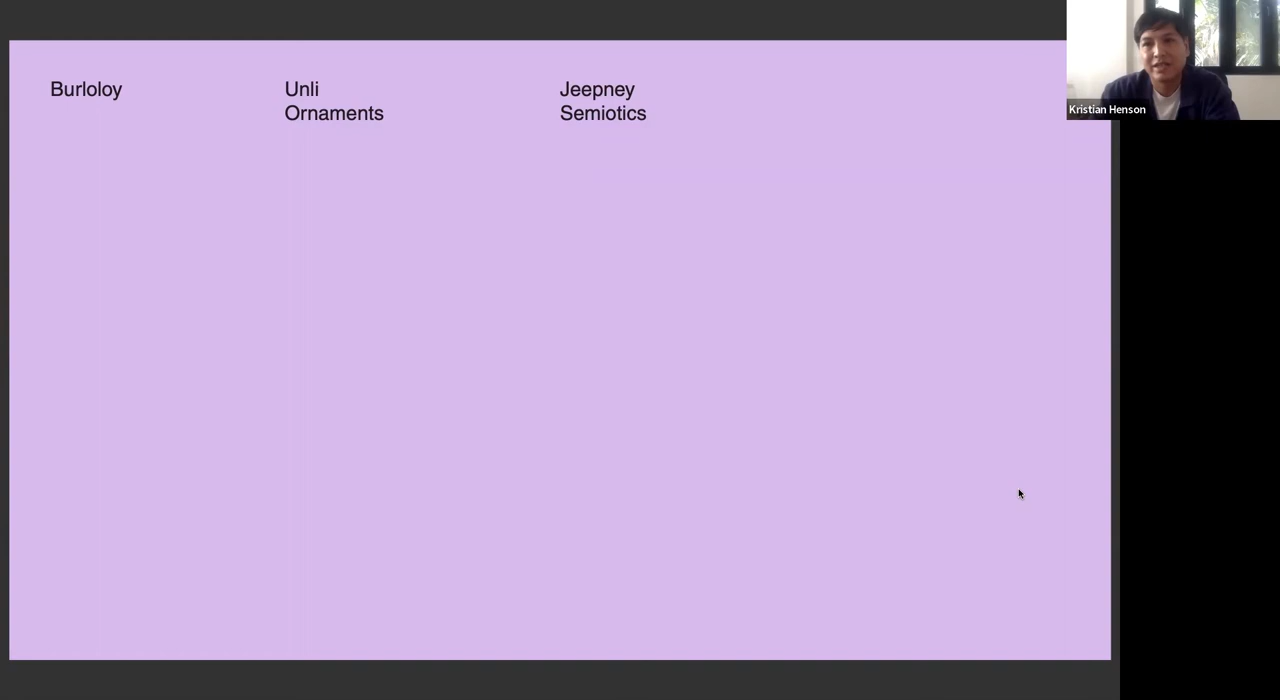 Burloloy
Unli
Ornaments
Jeepney
Semiotics
Kristian Henson